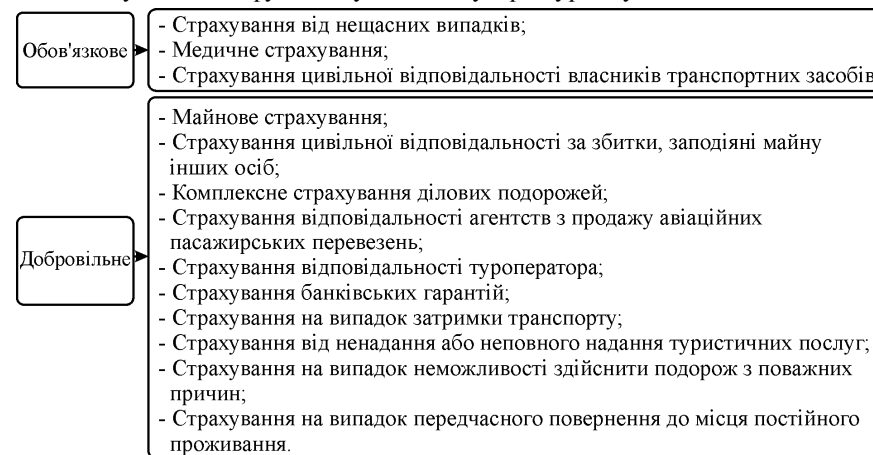 Обов'язкове
- Страхування від нещасних випадків;
- Медичне страхування;
- Страхування цивільної відповідальності власників транспортних засобів
Добровільне
- Майнове страхування;
- Страхування цивільної відповідальності за збитки, заподіяні майну
інших осіб;
- Комплексне страхування ділових подорожей;
- Страхування відповідальності агентств з продажу авіаційних
пасажирських перевезень;
- Страхування відповідальності туроператора;
- Страхування банківських гарантій;
- Страхування на випадок затримки транспорту;
- Страхування від ненадання або неповного надання туристичних послуг;
- Страхування на випадок неможливості здійснити подорож з поважних
причин;
- Страхування на випадок передчасного повернення до місця постійного
проживання.